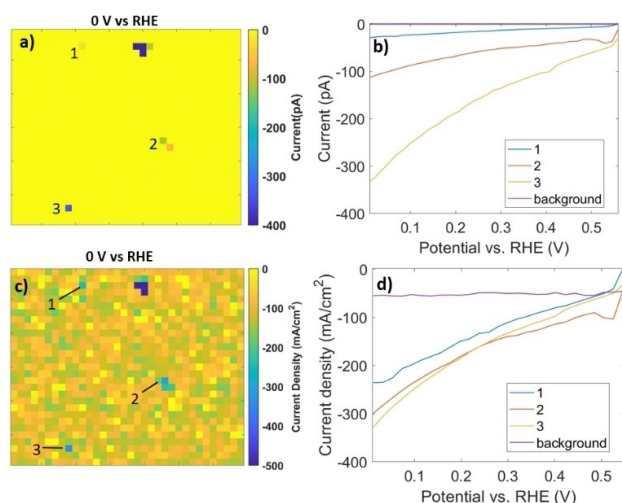 0 V vs RHE
a)
1
2
3
0
-100
-200
-300
-400
Current(pA)
b)
0
-100
-200
-300
-400
Current (pA)
1
2
3
background
0.1 0.2 0.3 0.4 0.5
Potential vs. RHE (V)
0 V vs RHE
c)
1
2
3
0
-100
-200
-300
-400
-500
Current Density (mA/cm²)
d)
0
-100
-200
-300
-400
Current density (mA/cm²)
1
2
3
background
0.1 0.2 0.3 0.4 0.5
Potential vs. RHE (V)